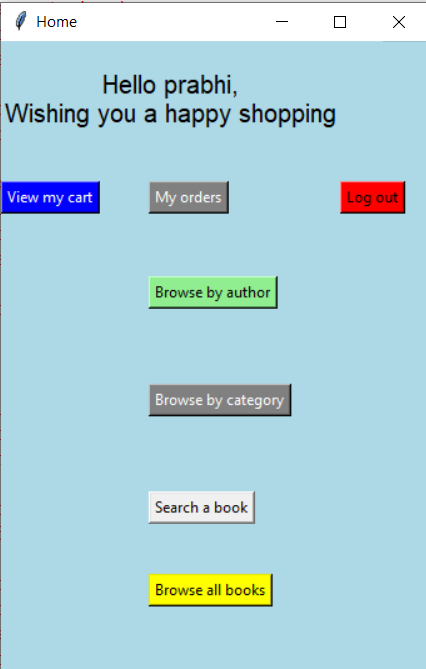 Home
Hello prabhi,
Wishing you a happy shopping
View my cart
My orders
Log out
Browse by author
Browse by category
Search a book
Browse all books